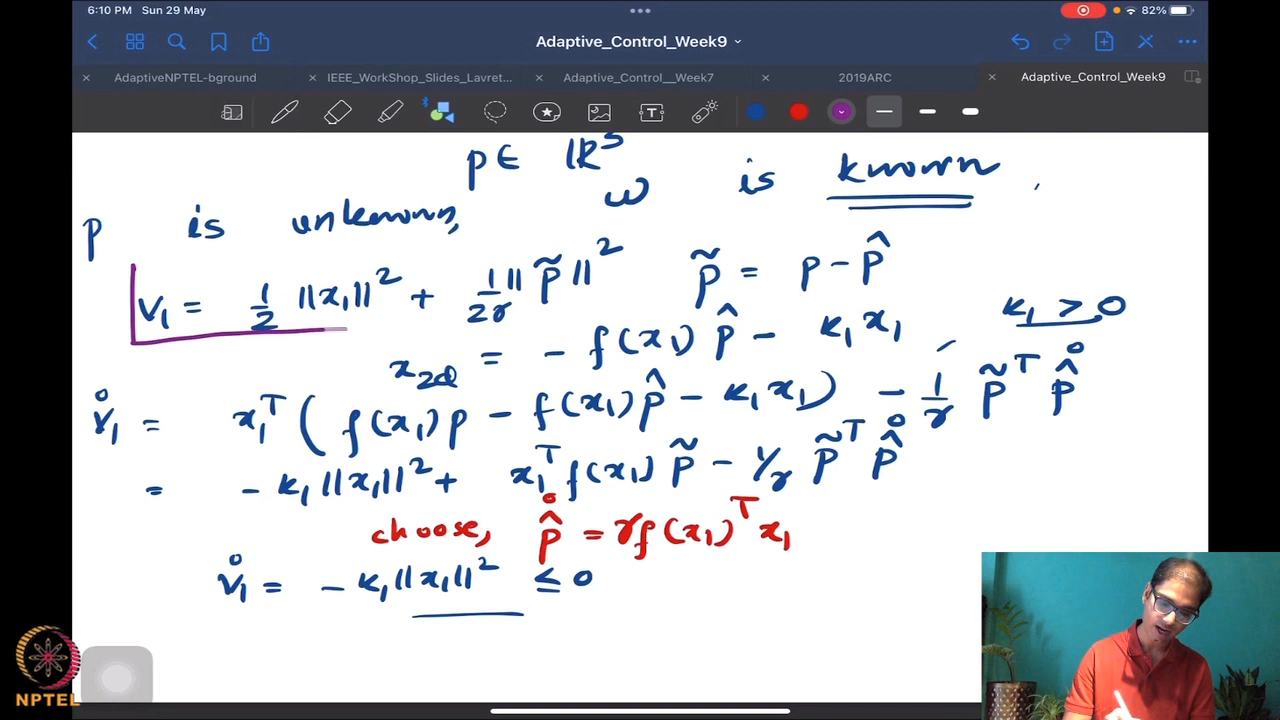 6:10 PM Sun 29 May
82%
Adaptive_Control_Week9
AdaptiveNPTEL-bground
IEEE_WorkShop_Slides_Lavret...
Adaptive_Control__Week7
2019ARC
Adaptive_Control_Week9
p ∈ ℝˢ ω is known.
p is unknown,
V₁ = 1/2 ||x₁||² + 1/2γ ||p̃||² p̃ = p - p̂
x₂d = - f(x₁) p̂ - k₁x₁ k₁ > 0
V̇₁ = x₁ᵀ ( f(x₁)p - f(x₁)p̂ - k₁x₁) - 1/γ p̃ᵀ p̂̇
= - k₁||x₁||² + x₁ᵀ f(x₁) p̃ - 1/γ p̃ᵀ p̂̇
choose, p̂̇ = γf(x₁)ᵀ x₁
V̇₁ = - k₁||x₁||² ≤ 0
NPTEL